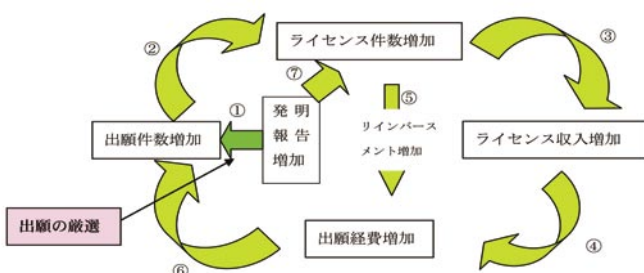 ②
ライセンス件数増加
③
⑦
①
発明
報告
増加
⑤
リインバース
メント増加
出願件数増加
ライセンス収入増加
出願の厳選
出願経費増加
④
⑥